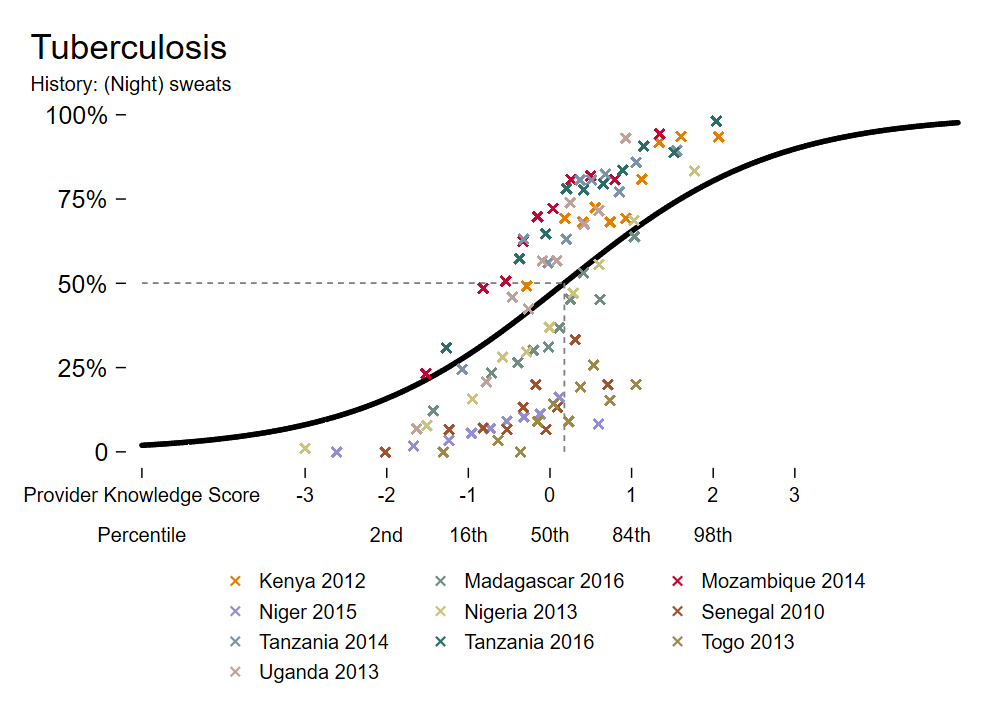 Tuberculosis
History: (Night) sweats
100%
75%
50%
25%
0
Provider Knowledge Score -3 -2 -1 0 1 2 3
Percentile 2nd 16th 50th 84th 98th
Kenya 2012 Madagascar 2016 Mozambique 2014
Niger 2015 Nigeria 2013 Senegal 2010
Tanzania 2014 Tanzania 2016 Togo 2013
Uganda 2013